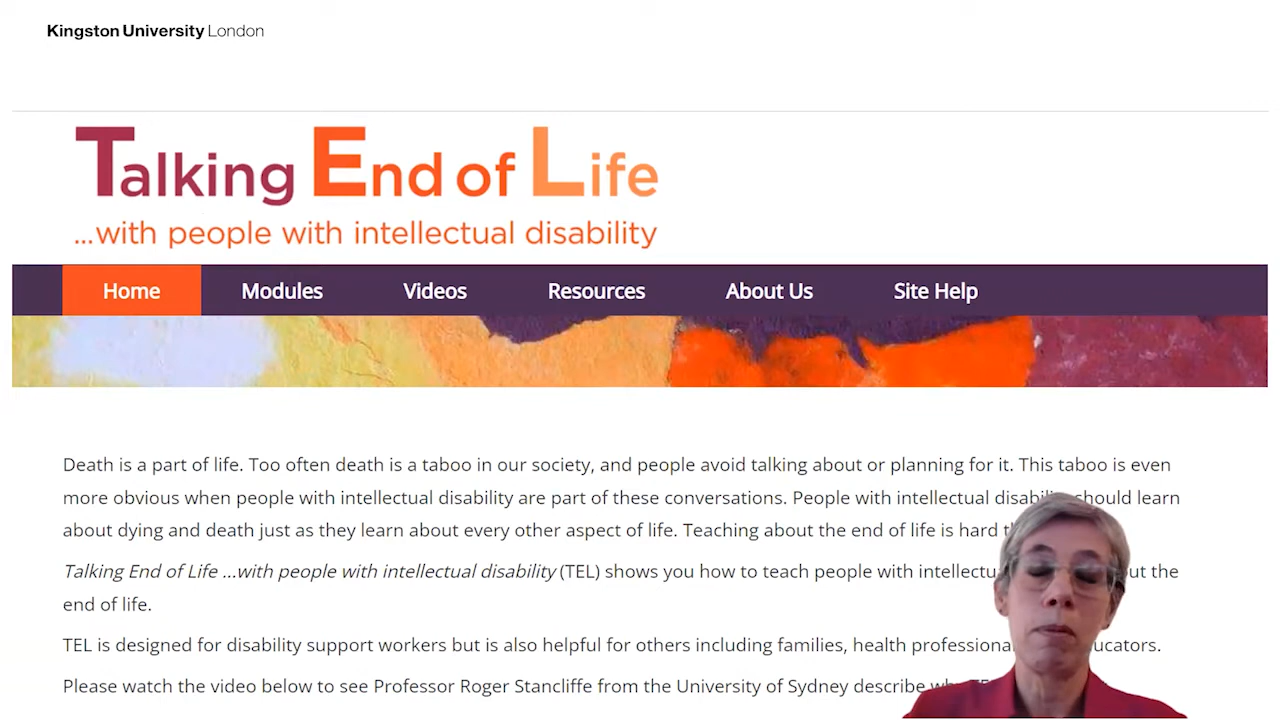 Kingston University London
Talking End of Life
...with people with intellectual disability
Home Modules Videos Resources About Us Site Help
Death is a part of life. Too often death is a taboo in our society, and people avoid talking about or planning for it. This taboo is even
more obvious when people with intellectual disability are part of these conversations. People with intellectual should learn
about dying and death just as they learn about every other aspect of life. Teaching about the end of life is hard
Talking End of Life ...with people with intellectual disability (TEL) shows you how to teach people with the
end of life.
TEL is designed for disability support workers but is also helpful for others including families, health
Please watch the video below to see Professor Roger Stancliffe from the University of Sydney describe